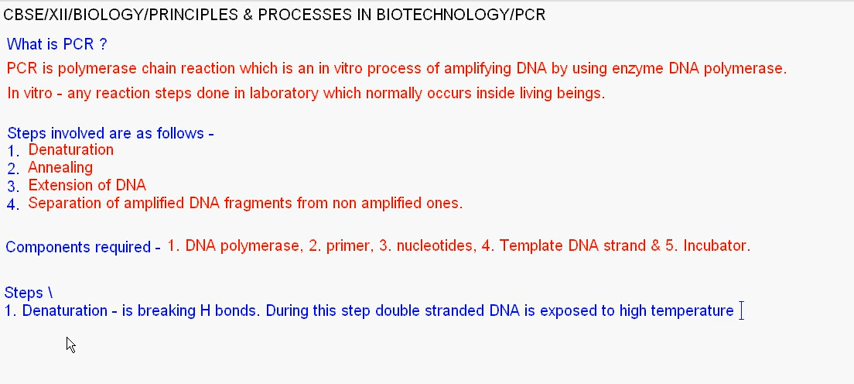 CBSE/XII/BIOLOGY/PRINCIPLES & PROCESSES IN BIOTECHNOLOGY/PCR
What is PCR ?
PCR is polymerase chain reaction which is an in vitro process of amplifying DNA by using enzyme DNA polymerase.
In vitro - any reaction steps done in laboratory which normally occurs inside living beings.
Steps involved are as follows -
1. Denaturation
2. Annealing
3. Extension of DNA
4. Separation of amplified DNA fragments from non amplified ones.
Components required - 1. DNA polymerase, 2. primer, 3. nucleotides, 4. Template DNA strand & 5. Incubator.
Steps \
1. Denaturation - is breaking H bonds. During this step double stranded DNA is exposed to high temperature